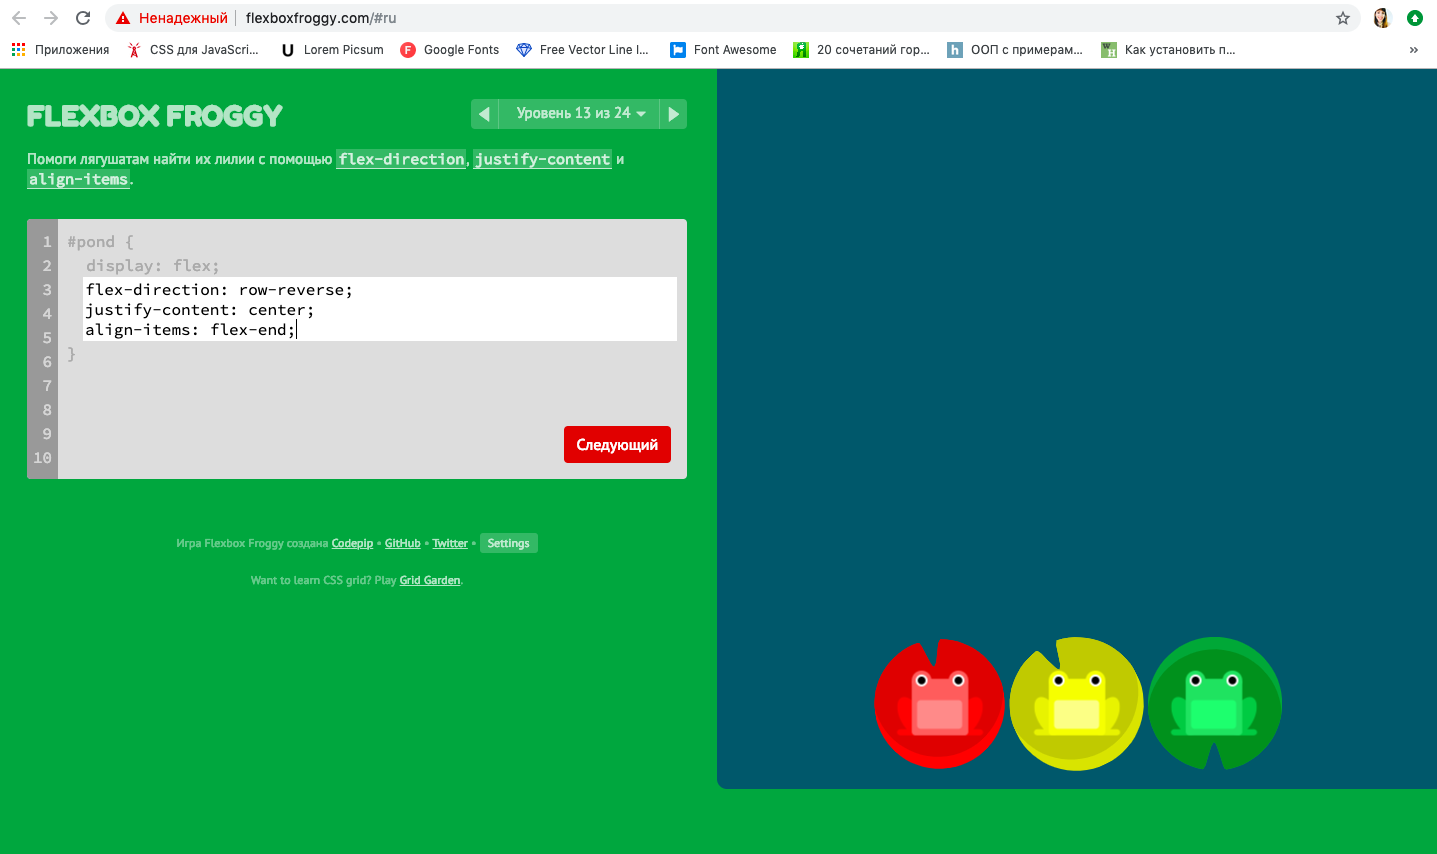 Ненадежный flexboxfroggy.com/#ru
Приложения CSS для JavaScri... U Lorem Picsum F Google Fonts Free Vector Line I... Font Awesome 20 сочетаний гор... h ООП с примерам... WH Как установить п... »
FLEXBOX FROGGY
Уровень 13 из 24
Помоги лягушатам найти их лилии с помощью flex-direction, justify-content и
align-items.
1 #pond {
2 display: flex;
3 flex-direction: row-reverse;
4 justify-content: center;
5 align-items: flex-end;
6 }
7
8
9
10
Следующий
Игра Flexbox Froggy создана Codepip • GitHub • Twitter • Settings
Want to learn CSS grid? Play Grid Garden.